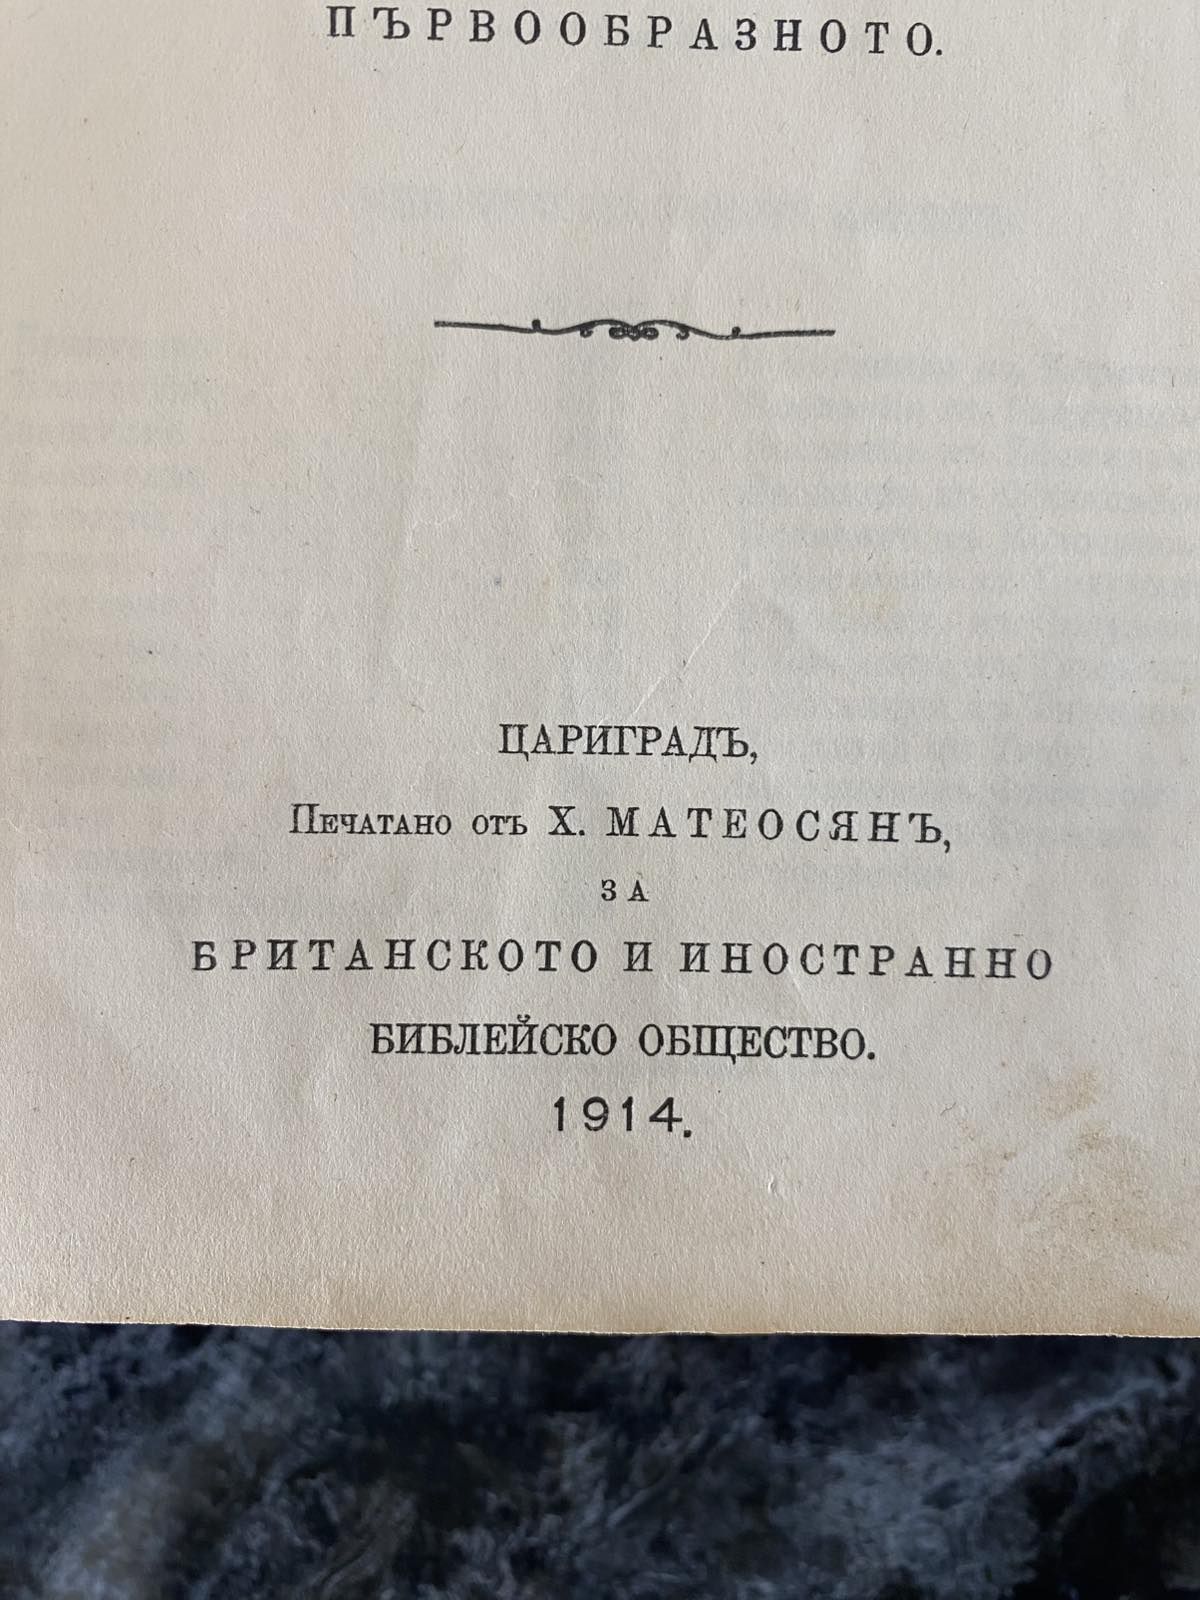 ПЪРВООБРАЗНОТО.
ЦАРИГРАДЪ,
Печатано отъ Х. МАТЕОСЯНЪ,
ЗА
БРИТАНСКОТО И ИНОСТРАННО
БИБЛЕЙСКО ОБЩЕСТВО.
1914.